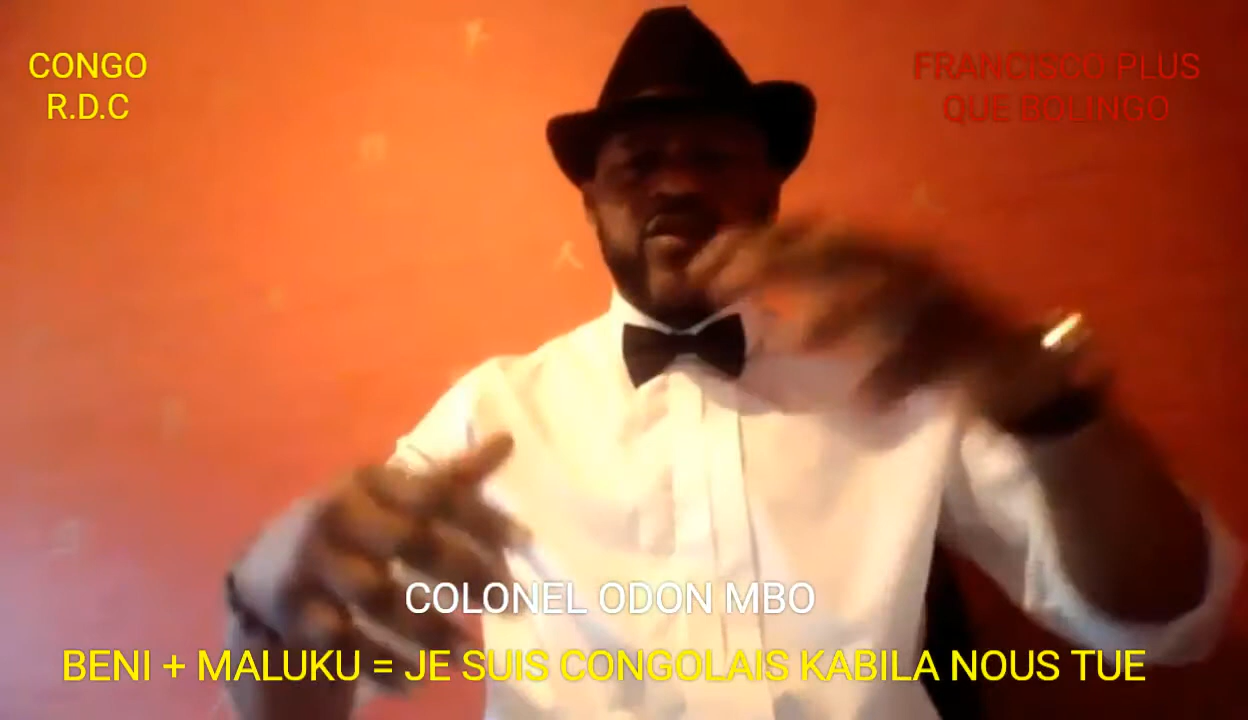 CONGO
R.D.C
FRANCISCO PLUS
QUE BOLINGO
COLONEL ODON MBO
BENI + MALUKU = JE SUIS CONGOLAIS KABILA NOUS TUE